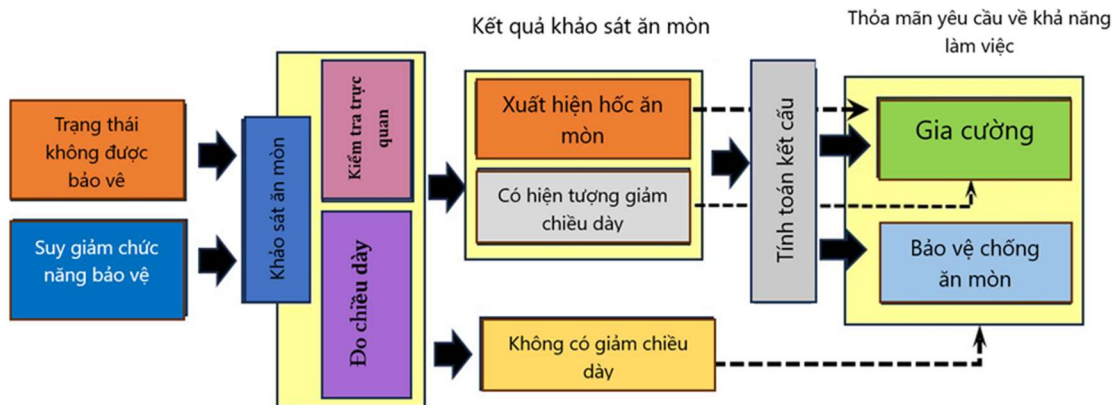 Kết quả khảo sát ăn mòn
Thỏa mãn yêu cầu về khả năng
làm việc
Trạng thái
không được
bảo vê
Suy giảm chức
năng bảo vệ
Khảo sát ăn mòn
Kiểm tra trực
quan
Đo chiều dày
Xuất hiện hốc ăn
mòn
Có hiện tượng giảm
chiều dày
Không có giảm chiều
dày
Tính toán kết cấu
Gia cường
Bảo vệ chống
ăn mòn